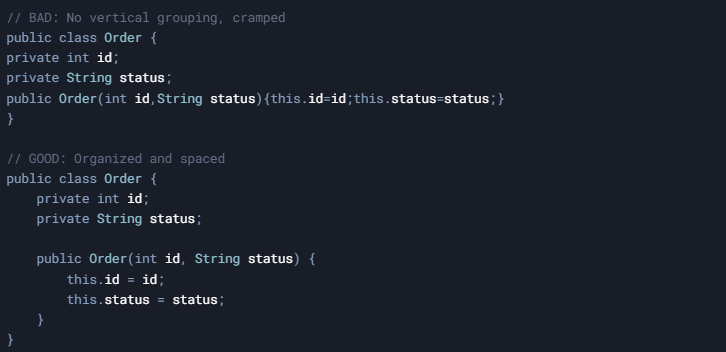 // BAD: No vertical grouping, cramped
public class Order {
private int id;
private String status;
public Order(int id,String status){this.id=id;this.status=status;}
}

// GOOD: Organized and spaced
public class Order {
    private int id;
    private String status;

    public Order(int id, String status) {
        this.id = id;
        this.status = status;
    }
}